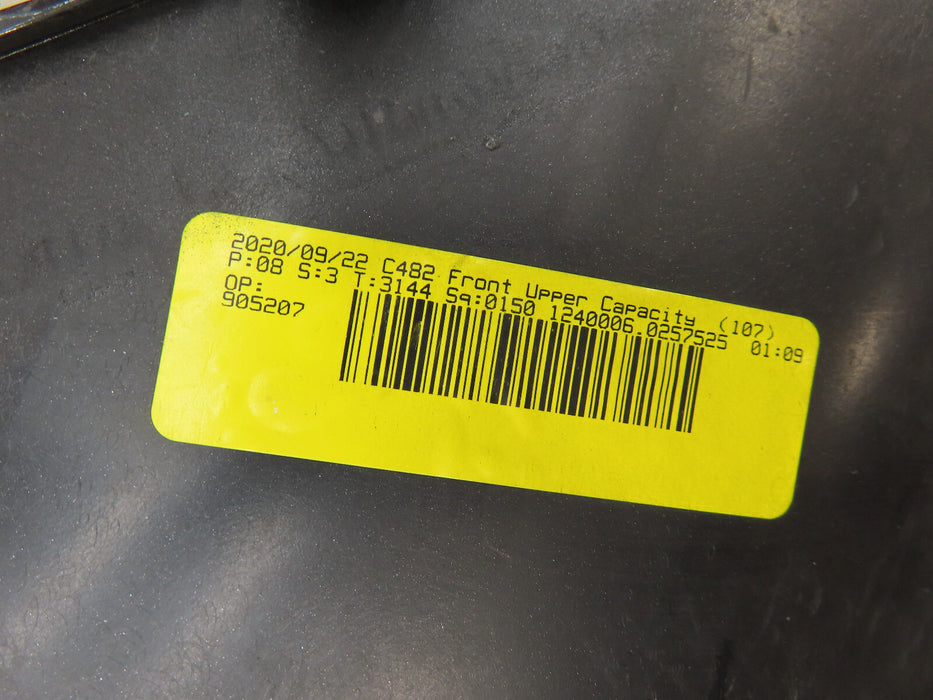 2020/09/22 C482 Front Upper Capacity (107)
P:08 S:3 T:3144 Sq:0150 1240006.0257525 01:09
OP:
905207